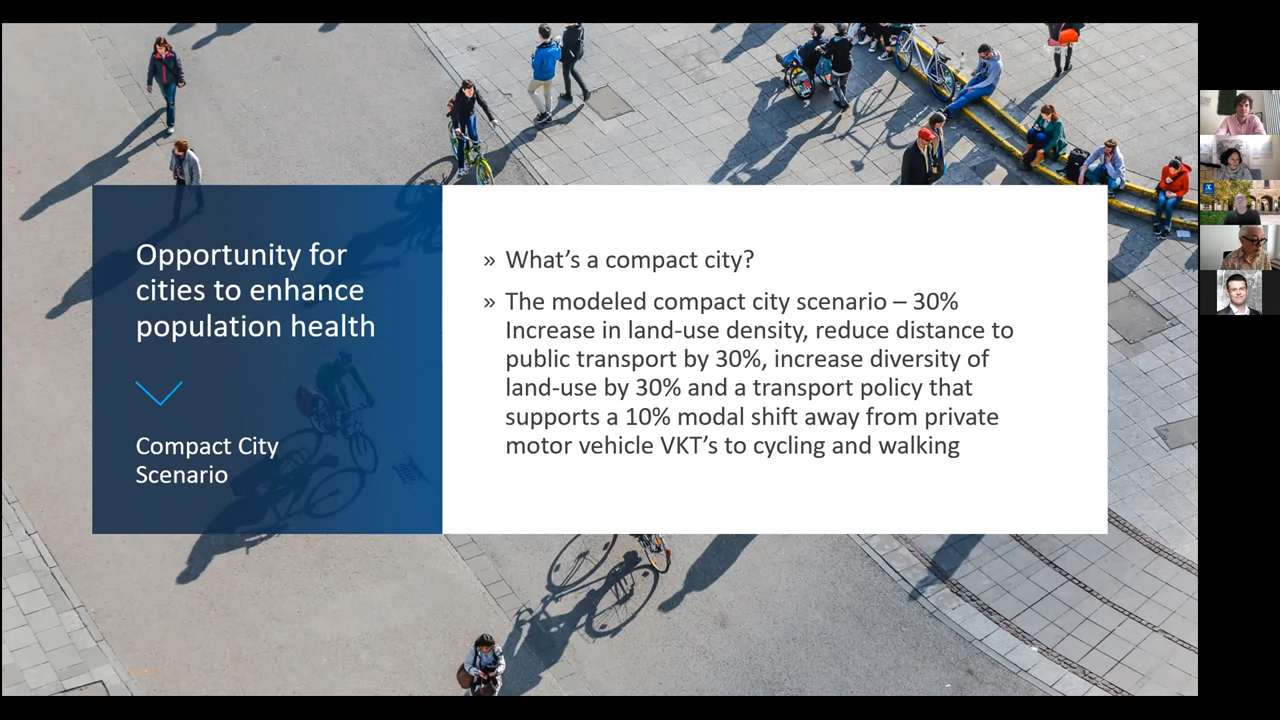 Opportunity for
cities to enhance
population health
Compact City
Scenario
» What's a compact city?
» The modeled compact city scenario – 30%
Increase in land-use density, reduce distance to
public transport by 30%, increase diversity of
land-use by 30% and a transport policy that
supports a 10% modal shift away from private
motor vehicle VKT's to cycling and walking